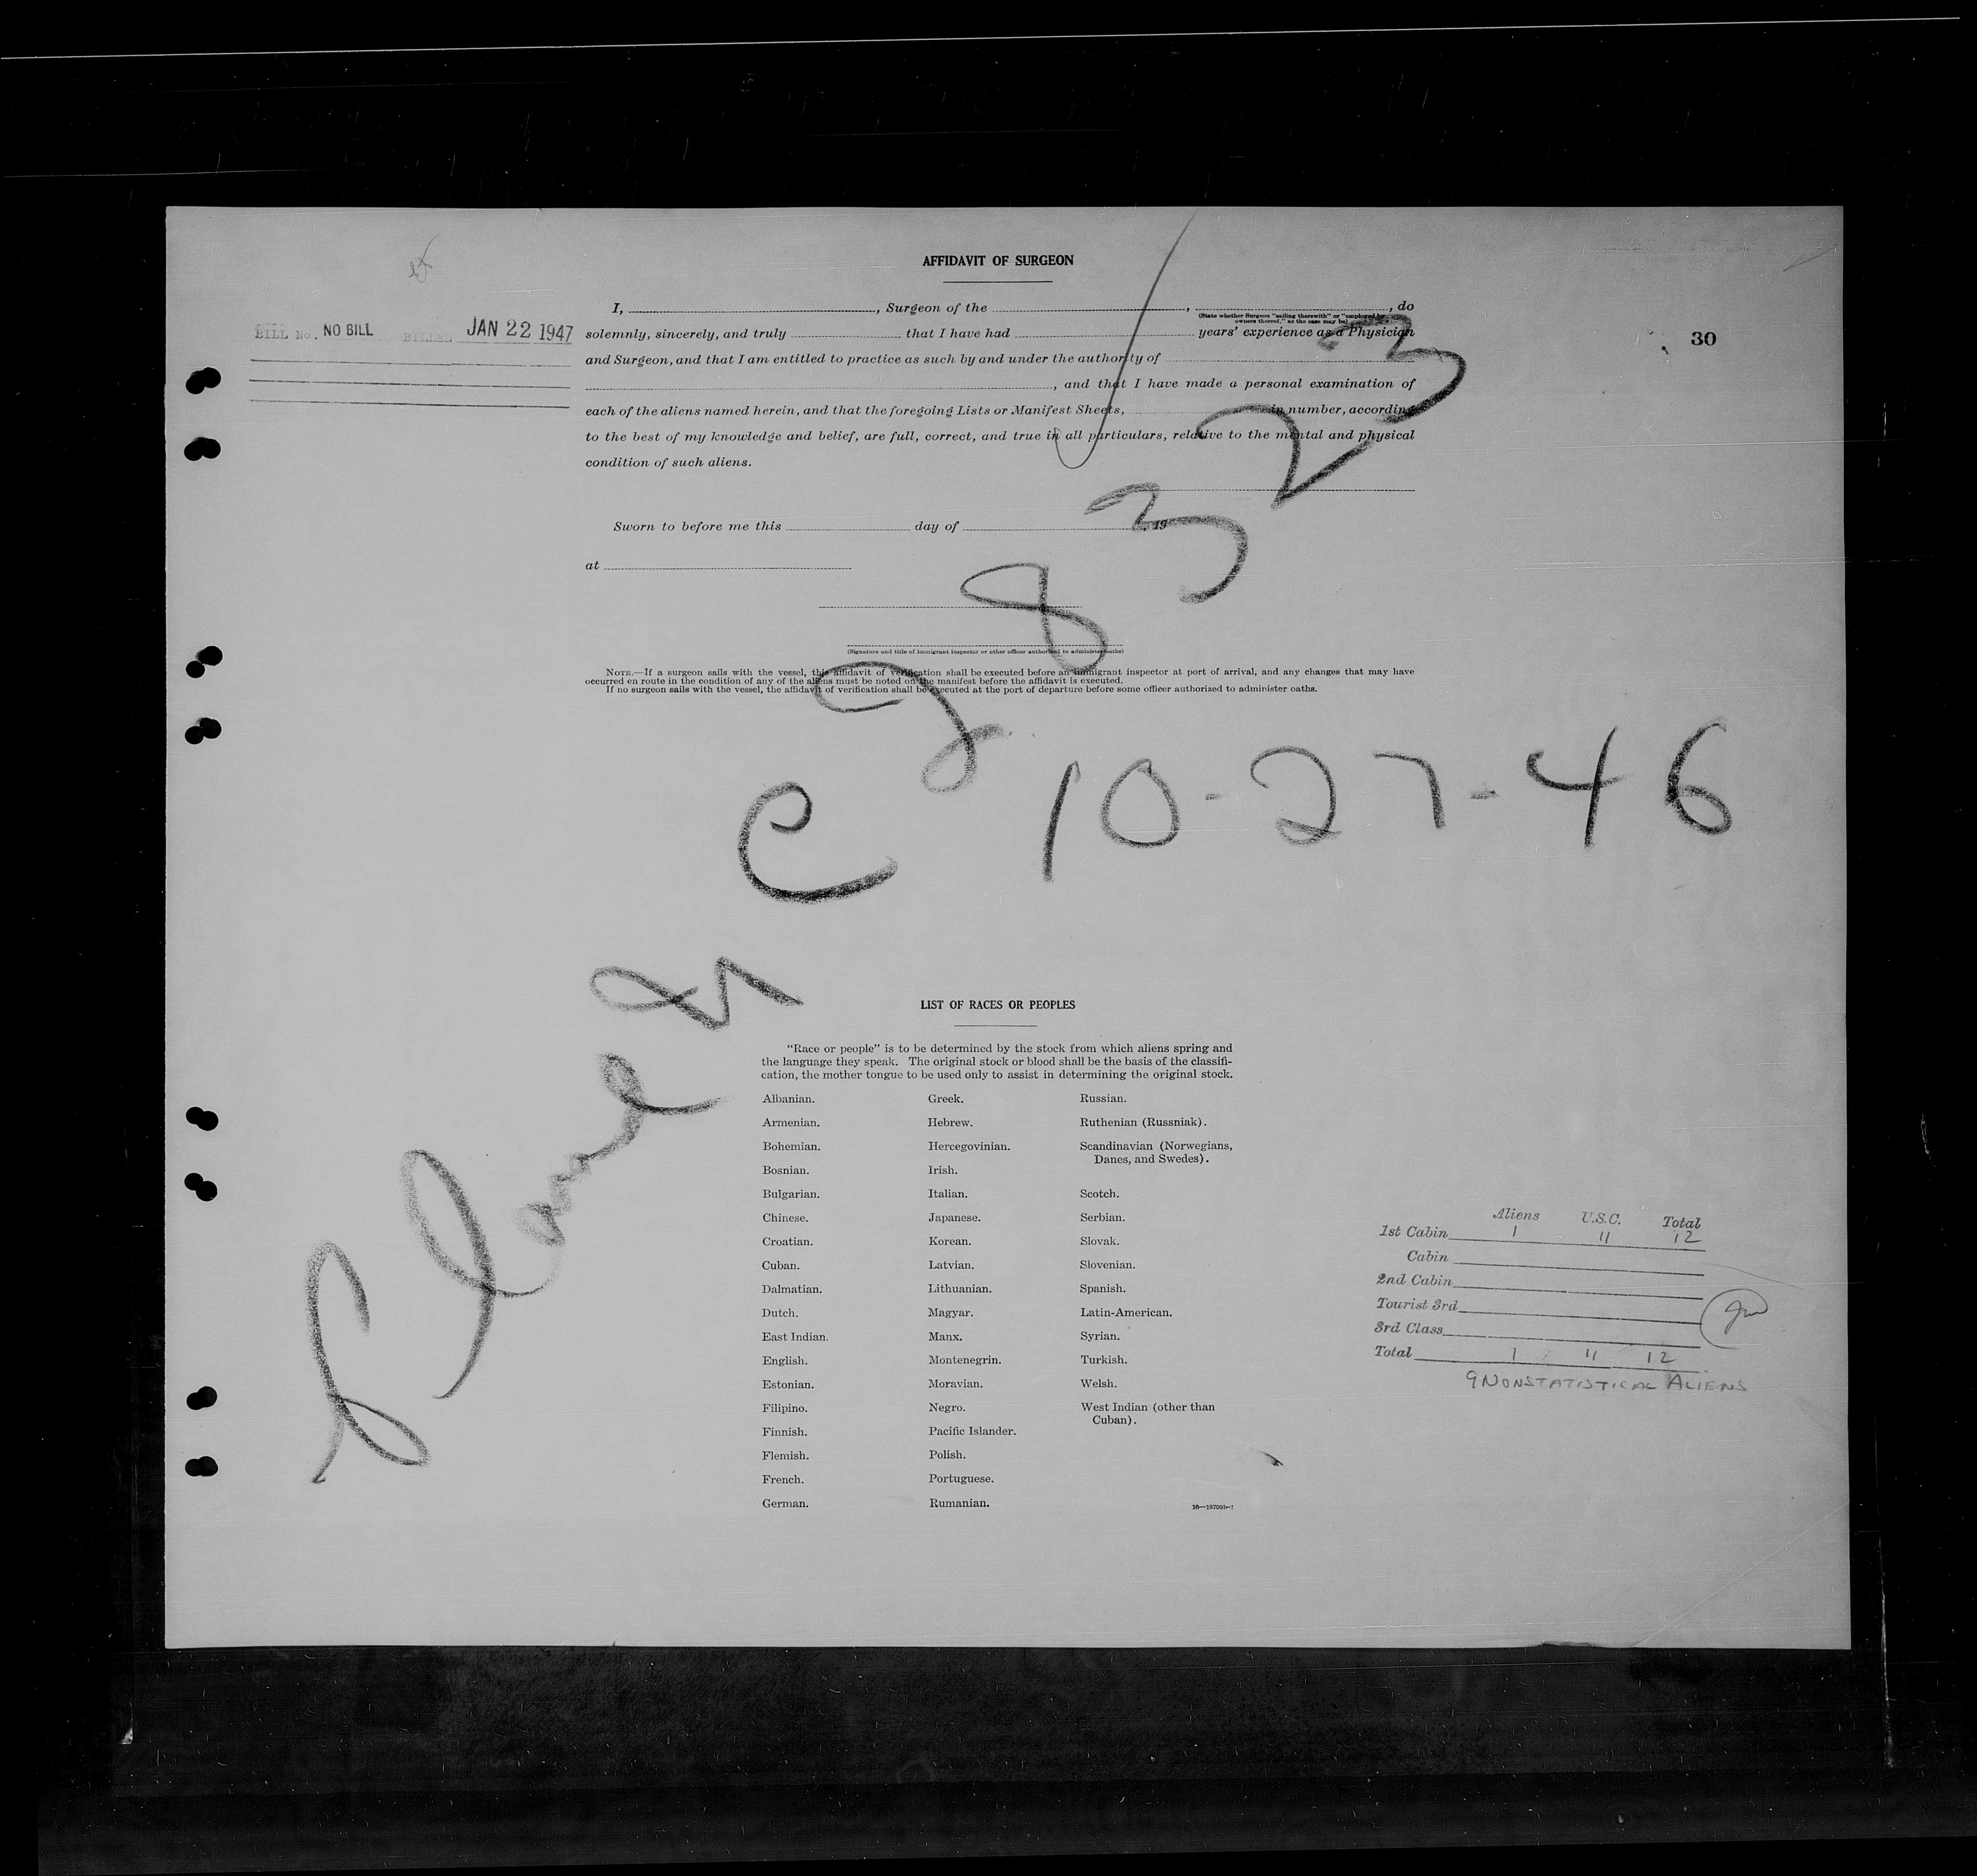 AFFIDAVIT OF SURGEON
I, , Surgeon of the , , do
(State whether Surgeon "sailing therewith" or "employed by
owners thereof," as the case may be)
BILL No. NO BILL BILLED JAN 22 1947
solemnly, sincerely, and truly that I have had years' experience as a Physician
30
and Surgeon, and that I am entitled to practice as such by and under the authority of
, and that I have made a personal examination of
each of the aliens named herein, and that the foregoing Lists or Manifest Sheets, in number, according
to the best of my knowledge and belief, are full, correct, and true in all particulars, relative to the mental and physical
condition of such aliens.
Sworn to before me this day of , 19
at
(Signature and title of immigrant inspector or other officer authorized to administer oaths)
NOTE.—If a surgeon sails with the vessel, this affidavit of verification shall be executed before an immigrant inspector at port of arrival, and any changes that may have
occurred en route in the condition of any of the aliens must be noted on the manifest before the affidavit is executed.
If no surgeon sails with the vessel, the affidavit of verification shall be executed at the port of departure before some officer authorized to administer oaths.
10-27-46
LIST OF RACES OR PEOPLES
"Race or people" is to be determined by the stock from which aliens spring and
the language they speak. The original stock or blood shall be the basis of the classifi-
cation, the mother tongue to be used only to assist in determining the original stock.
Albanian. Greek. Russian.
Armenian. Hebrew. Ruthenian (Russniak).
Bohemian. Hercegovinian. Scandinavian (Norwegians,
Danes, and Swedes).
Bosnian. Irish.
Bulgarian. Italian. Scotch.
Chinese. Japanese. Serbian.
Croatian. Korean. Slovak.
Cuban. Latvian. Slovenian.
Dalmatian. Lithuanian. Spanish.
Dutch. Magyar. Latin-American.
East Indian. Manx. Syrian.
English. Montenegrin. Turkish.
Estonian. Moravian. Welsh.
Filipino. Negro. West Indian (other than
Cuban).
Finnish. Pacific Islander.
Flemish. Polish.
French. Portuguese.
German. Rumanian.
16—18709b-1
Aliens U.S.C. Total
1st Cabin 1 11 12
Cabin
2nd Cabin
Tourist 3rd
3rd Class
Total 1 11 12
9 NONSTATISTICAL ALIENS